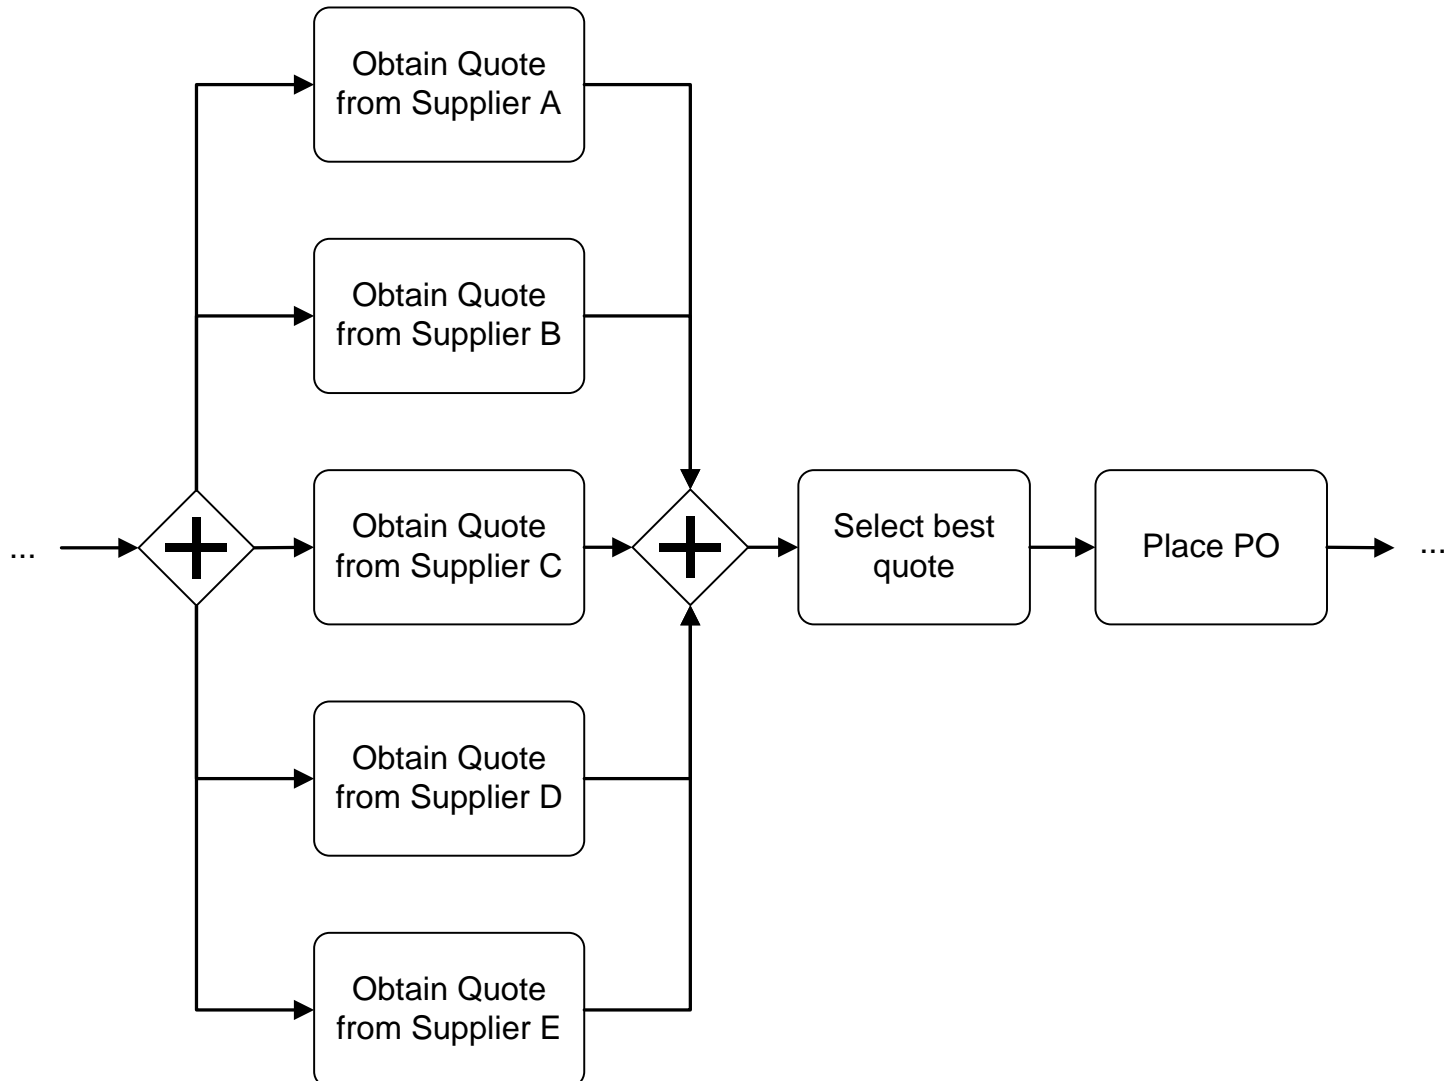 Obtain Quote
from Supplier A
Obtain Quote
from Supplier B
...
Obtain Quote
from Supplier C
Select best
quote
Place PO
...
Obtain Quote
from Supplier D
Obtain Quote
from Supplier E